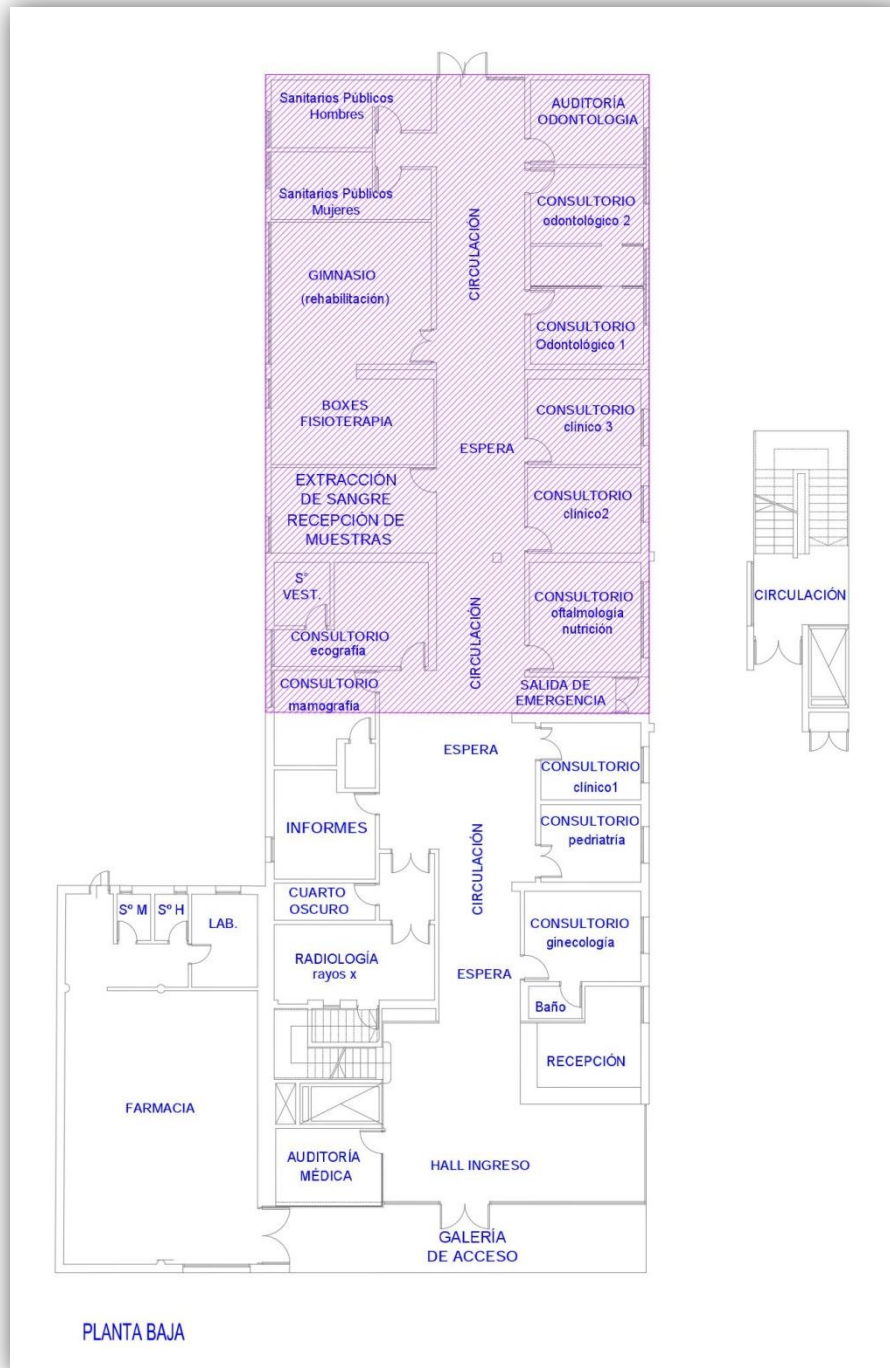 Sanitarios Públicos
Hombres
AUDITORÍA
ODONTOLOGIA
Sanitarios Públicos
Mujeres
CONSULTORIO
odontológico 2
CIRCULACIÓN
GIMNASIO
(rehabilitación)
CONSULTORIO
Odontológico 1
BOXES
FISIOTERAPIA
CONSULTORIO
clínico 3
ESPERA
EXTRACCIÓN
DE SANGRE
RECEPCIÓN DE
MUESTRAS
CONSULTORIO
clínico2
S°
VEST.
CONSULTORIO
oftalmología
nutrición
CIRCULACIÓN
CIRCULACIÓN
CONSULTORIO
ecografía
CONSULTORIO
mamografía
SALIDA DE
EMERGENCIA
ESPERA
CONSULTORIO
clínico1
INFORMES
CONSULTORIO
pedriatría
CIRCULACIÓN
CUARTO
OSCURO
Sº M
Sº H
LAB.
CONSULTORIO
ginecología
RADIOLOGÍA
rayos x
ESPERA
Baño
RECEPCIÓN
FARMACIA
AUDITORÍA
MÉDICA
HALL INGRESO
GALERÍA
DE ACCESO
PLANTA BAJA